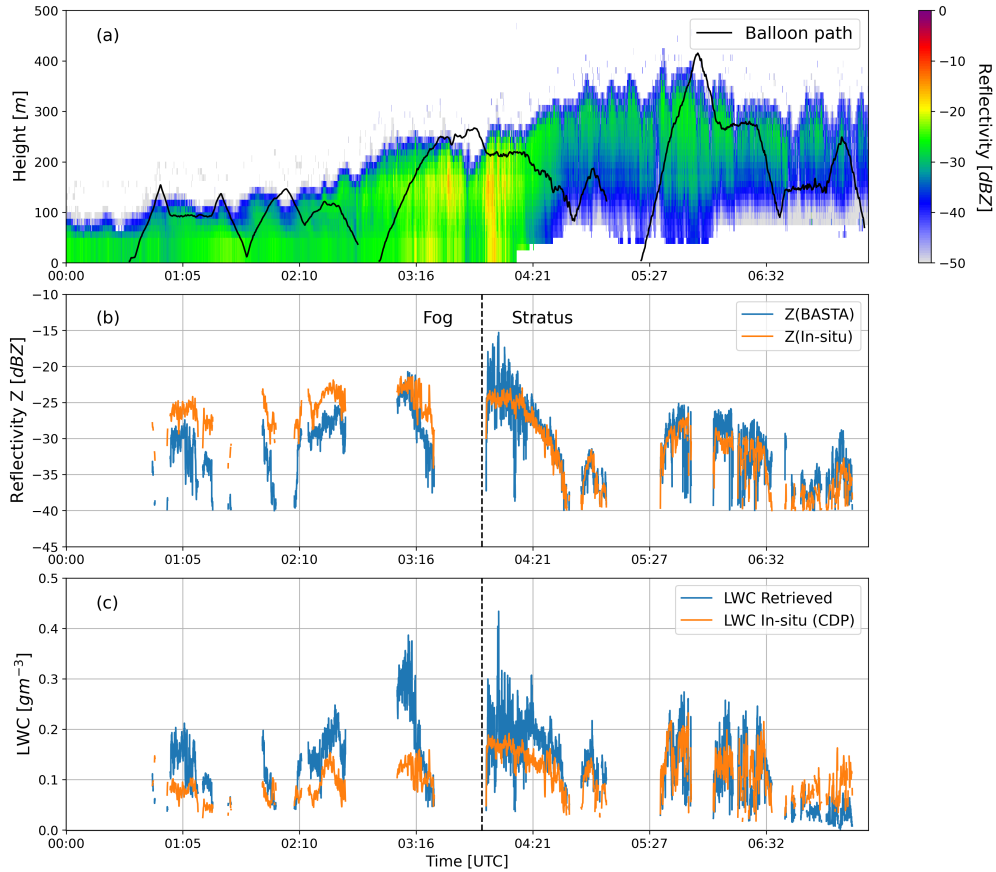 500
400
300
200
100
0
Height [m]
(a)
Balloon path
00:00 01:05 02:10 03:16 04:21 05:27 06:32
0
−10
−20
−30
−40
−50
Reflectivity [dBZ]
−10
−15
−20
−25
−30
−35
−40
−45
Reflectivity Z [dBZ]
(b)
Fog
Stratus
Z(BASTA)
Z(In-situ)
00:00 01:05 02:10 03:16 04:21 05:27 06:32
0.5
0.4
0.3
0.2
0.1
0.0
LWC [gm⁻³]
(c)
LWC Retrieved
LWC In-situ (CDP)
00:00 01:05 02:10 03:16 04:21 05:27 06:32
Time [UTC]